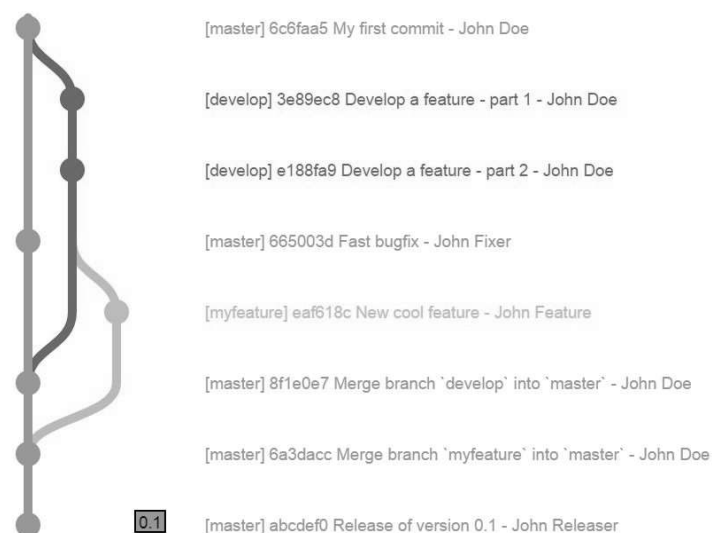 [master] 6c6faa5 My first commit - John Doe
[develop] 3e89ec8 Develop a feature - part 1 - John Doe
[develop] e188fa9 Develop a feature - part 2 - John Doe
[master] 665003d Fast bugfix - John Fixer
[myfeature] eaf618c New cool feature - John Feature
[master] 8f1e0e7 Merge branch `develop` into `master` - John Doe
[master] 6a3dacc Merge branch `myfeature` into `master` - John Doe
0.1 [master] abcdef0 Release of version 0.1 - John Releaser